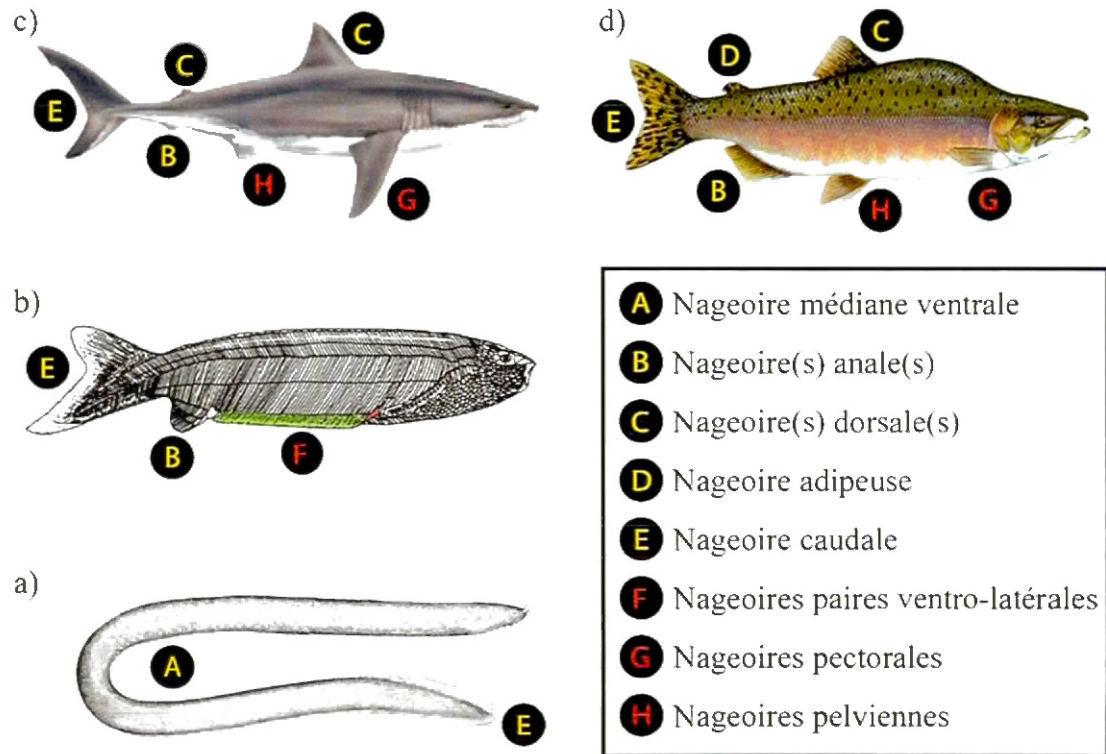 c)
C
C
E
B
H
G
d)
C
D
E
B
H
G
b)
E
B
F
a)
A
E
A Nageoire médiane ventrale
B Nageoire(s) anale(s)
C Nageoire(s) dorsale(s)
D Nageoire adipeuse
E Nageoire caudale
F Nageoires paires ventro-latérales
G Nageoires pectorales
H Nageoires pelviennes